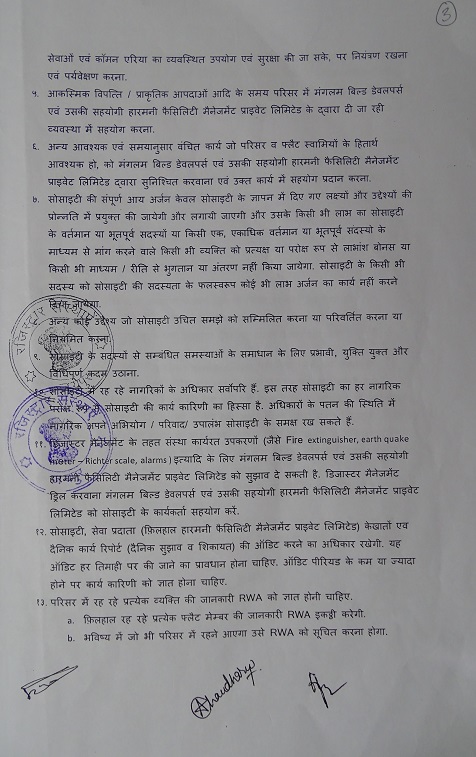 3
सेवाओं एवं कॉमन एरिया का व्यवस्थित उपयोग एवं सुरक्षा की जा सके, पर नियंत्रण रखना
एवं पर्यवेक्षण करना.
५. आकस्मिक विपत्ति / प्राकृतिक आपदाओं आदि के समय परिसर में मंगलम बिल्ड डेवलपर्स
एवं उसकी सहयोगी हारमनी फैसिलिटी मैनेजमेंट प्राइवेट लिमिटेड के द्वारा दी जा रही
व्यवस्था में सहयोग करना.
६. अन्य आवश्यक एवं समयानुसार वंचित कार्य जो परिसर व फ्लैट स्वामियों के हितार्थ
आवश्यक हो, को मंगलम बिल्ड डेवलपर्स एवं उसकी सहयोगी हारमनी फैसिलिटी मैनेजमेंट
प्राइवेट लिमिटेड द्वारा सुनिश्चित करवाना एवं उक्त कार्य में सहयोग प्रदान करना.
७. सोसाइटी की संपूर्ण आय अर्जन केवल सोसाइटी के ज्ञापन में दिए गए लक्ष्यों और उद्देश्यों की
प्रोन्नति में प्रयुक्त की जायेगी और लगायी जाएगी और उसके किसी भी लाभ का सोसाइटी
के वर्तमान या भूतपूर्व सदस्यों या किसी एक, एकाधिक वर्तमान या भूतपूर्व संदस्यो के
माध्यम से मांग करने वाले किसी भी व्यक्ति को प्रत्यक्ष या परोक्ष रूप से लाभांश बोनस या
किसी भी माध्यम / रीति से भुगतान या अंतरण नहीं किया जायेगा. सोसाइटी के किसी भी
सदस्य को सोसाइटी की सदस्यता के फलस्वरूप कोई भी लाभ अर्जन का कार्य नहीं करने
दिया जायेगा.
अन्य कोई उद्देश्य जो सोसाइटी उचित समझे को सम्मिलित करना या परिवर्तित करना या
नियमित करना.
९. सोसाइटी के सदस्यों से सम्बंधित समस्याओं के समाधान के लिए प्रभावी, युक्ति युक्त और
विधिपूर्ण कदम उठाना.
१०. सोसाइटी में रह रहे नागरिकों के अधिकार सर्वोपरि हैं. इस तरह सोसाइटी का हर नागरिक
परोक्ष रूप से सोसाइटी की कार्य कारिणी का हिस्सा है. अधिकारों के पतन की स्थिति में
नागरिक अपने अभियोग / परिवाद/ उपालंभ सोसाइटी के समक्ष रख सकते हैं.
११. डिजास्टर मैनेजमेंट के तहत संस्था कार्यरत उपकरणों (जैसे Fire extinguisher, earth quake
meter – Richter scale, alarms ) इत्यादि के लिए मंगलम बिल्ड डेवलपर्स एवं उसकी सहयोगी
हारमनी फैसिलिटी मैनेजमेंट प्राइवेट लिमिटेड को सुझाव दे सकती है. डिजास्टर मैनेजमेंट
ड्रिल करवाना मंगलम बिल्ड डेवलपर्स एवं उसकी सहयोगी हारमनी फैसिलिटी मैनेजमेंट प्राइवेट
लिमिटेड को सोसाइटी के कार्यकर्ता सहयोग करें.
१२. सोसाइटी, सेवा प्रदाता (फ़िलहाल हारमनी फैसिलिटी मैनेजमेंट प्राइवेट लिमिटेड) केखातों एव
दैनिक कार्य रिपोर्ट (दैनिक सुझाव व शिकायत) की ऑडिट करने का अधिकार रखेगी. यह
ऑडिट हर तिमाही पर की जाने का प्रावधान होना चाहिए. ऑडिट पीरियड के कम या ज्यादा
होने पर कार्य कारिणी को ज्ञात होना चाहिए.
१३. परिसर में रह रहे प्रत्येक व्यक्ति की जानकारी RWA को ज्ञात होनी चाहिए.
a. फ़िलहाल रह रहे प्रत्येक फ्लैट मेम्बर की जानकारी RWA इकठ्ठी करेगी.
b. भविष्य में जो भी परिसर में रहने आएगा उसे RWA को सूचित करना होगा.
रजिस्ट्रार संस्थाएं
रजिस्ट्रार संस्थाएं
Achaudhary